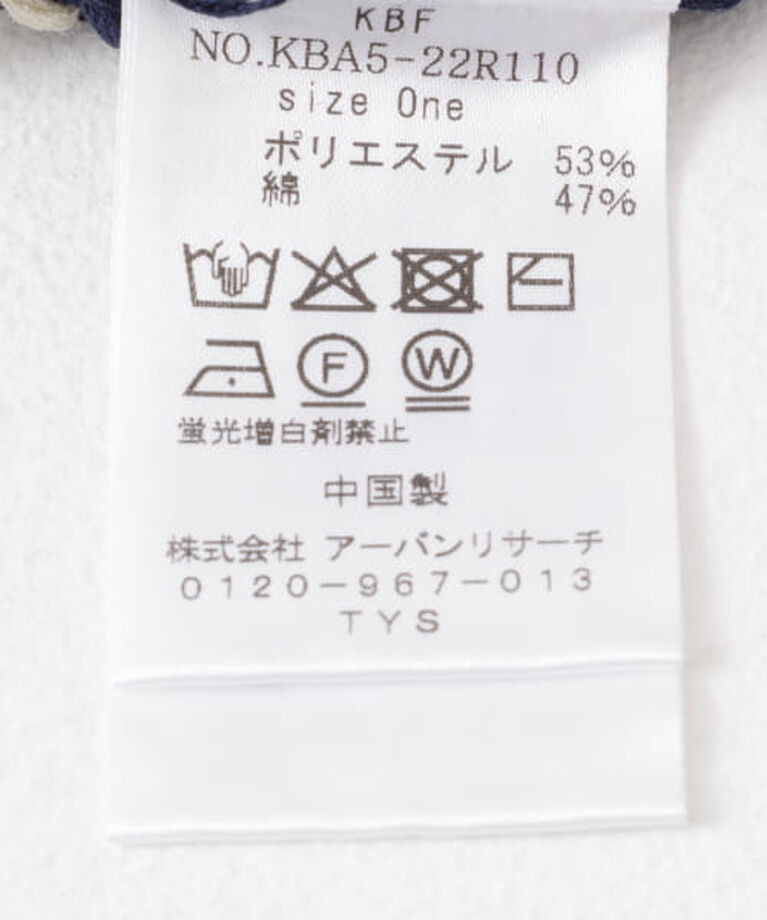 KBF
NO.KBA5-22R110
size One
ポリエステル 53%
綿 47%
F W
蛍光増白剤禁止
中国製
株式会社 アーバンリサーチ
0120-967-013
TYS